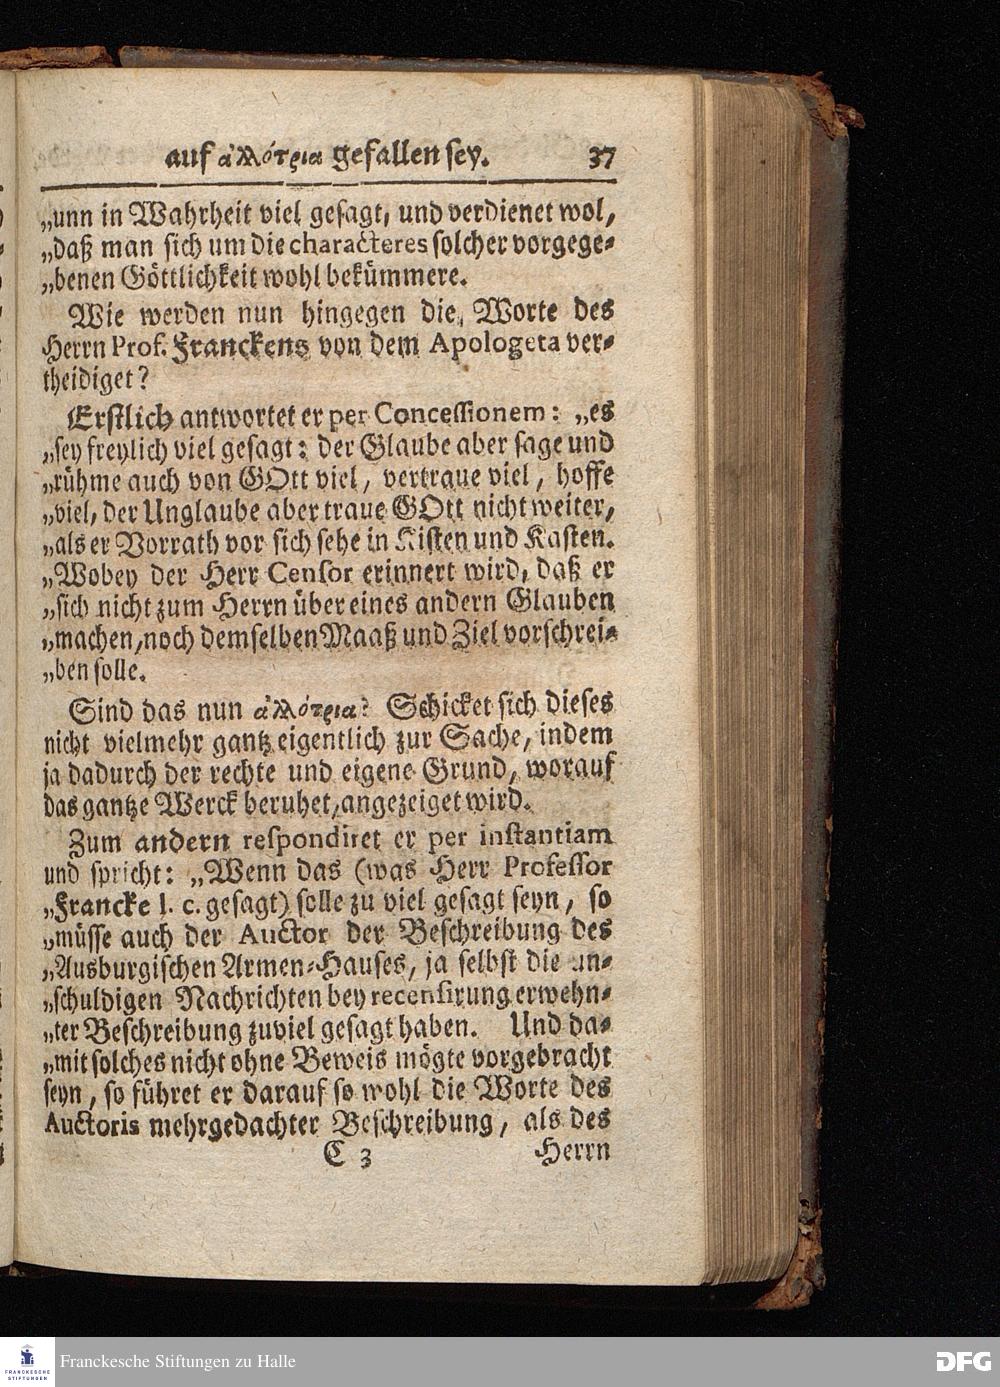 auf ἀλλότρια gefallen sey. 37
„unn in Wahrheit viel gesagt, und verdienet wol,
„daß man sich um die characteres solcher vorgege⸗
„benen Göttlichkeit wohl bekümmere.
Wie werden nun hingegen die Worte des
Herrn Prof. Franckens von dem Apologeta ver⸗
theidiget?
Erstlich antwortet er per Concessionem: „es
„sey freylich viel gesagt: der Glaube aber sage und
„rühme auch von GOtt viel, vertraue viel, hoffe
„viel, der Unglaube aber traue GOtt nicht weiter,
„als er Vorrath vor sich sehe in Kisten und Kasten.
„Wobey der Herr Censor erinnert wird, daß er
„sich nicht zum Herrn über eines andern Glauben
„machen, noch demselben Maaß und Ziel vorschrei⸗
„ben solle.
Sind das nun ἀλλότρια? Schicket sich dieses
nicht vielmehr gantz eigentlich zur Sache, indem
ja dadurch der rechte und eigene Grund, worauf
das gantze Werck beruhet, angezeiget wird.
Zum andern respondiret er per instantiam
und spricht: „Wenn das (was Herr Professor
„Francke l. c. gesagt) solle zu viel gesagt seyn, so
„müsse auch der Auctor der Beschreibung des
„Ausburgischen Armen⸗Hauses, ja selbst die un⸗
„schuldigen Nachrichten bey recensirung erwehn⸗
„ter Beschreibung zuviel gesagt haben. Und da⸗
„mit solches nicht ohne Beweis mögte vorgebracht
seyn, so führet er darauf so wohl die Worte des
Auctoris mehrgedachter Beschreibung, als des
C 3 Herrn
FRANCKESCHE STIFTUNGEN
Franckesche Stiftungen zu Halle
DFG